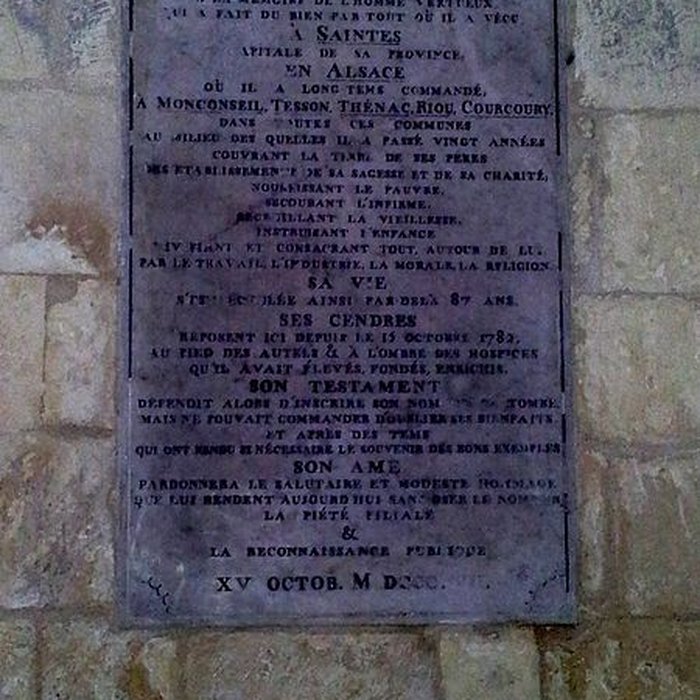 LA MÉMOIRE DE L'HOMME VERTUEUX
QUI A FAIT DU BIEN PAR TOUT OÙ IL A VÉCU
A SAINTES
APITALE DE SA PROVINCE,
EN ALSACE
OÙ IL A LONG-TEMS COMMANDÉ,
A MONCONSEIL, TESSON, THÉNAC, RIOU, COURCOURY,
DANS TOUTES CES COMMUNES
AU MILIEU DES QUELLES IL A PASSÉ VINGT ANNÉES
COUVRANT LA TERRE DE SES PERES
DES ETABLISSEMENTS DE SA SAGESSE ET DE SA CHARITÉ,
NOURISSANT LE PAUVRE,
SECOURANT L'INFIRME,
RECUEILLANT LA VIEILLESSE,
INSTRUISANT L'ENFANCE
VIVIFIANT ET CONSACRANT TOUT, AUTOUR DE LUI,
PAR LE TRAVAIL, L'INDUSTRIE, LA MORALE, LA RELIGION.
SA VIE
S'EST ÉCOULÉE AINSI PAR-DELÀ 87 ANS.
SES CENDRES
REPOSENT ICI DEPUIS LE 15 OCTOBRE 1782,
AU PIED DES AUTELS & À L'OMBRE DES HOSPICES
QU'IL AVAIT ÉLEVÉS, FONDÉS, ENRICHIS.
SON TESTAMENT
DÉFENDIT ALORS D'INSCRIRE SON NOM TOMBE,
MAIS NE POUVAIT COMMANDER D'OUBLIER SES BIENFAITS
ET APRÈS DES TEMS
QUI ONT RENDU SI NÉCESSAIRE LE SOUVENIR DES BONS EXEMPLES
SON AME
PARDONNERA LE SALUTAIRE ET MODESTE HOMMAGE
QUE LUI RENDENT AUJOURD'HUI SANS OSER LE NOMMER
LA PIÉTÉ FILIALE
&
LA RECONNAISSANCE PUBLIQUE
XV OCTOB. M DCCC